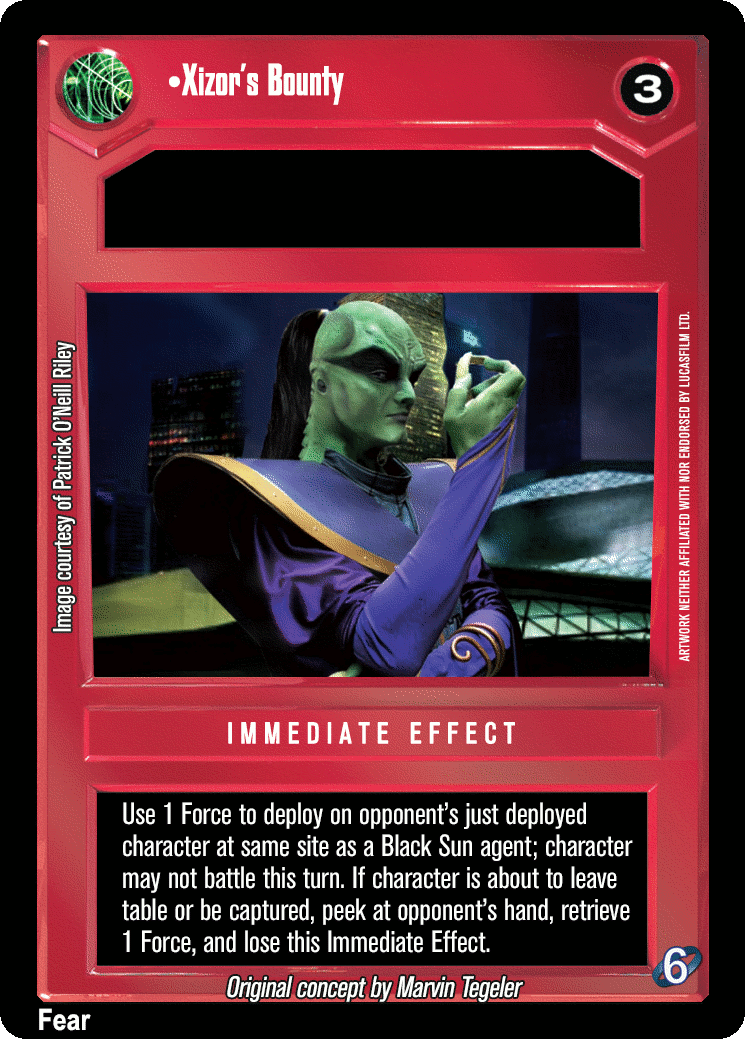 •Xizor's Bounty
3
Image courtesy of Patrick O'Neill Riley
ARTWORK NEITHER AFFILIATED WITH NOR ENDORSED BY LUCASFILM LTD.
IMMEDIATE EFFECT
Use 1 Force to deploy on opponent's just deployed
character at same site as a Black Sun agent; character
may not battle this turn. If character is about to leave
table or be captured, peek at opponent's hand, retrieve
1 Force, and lose this Immediate Effect.
6
Original concept by Marvin Tegeler
Fear